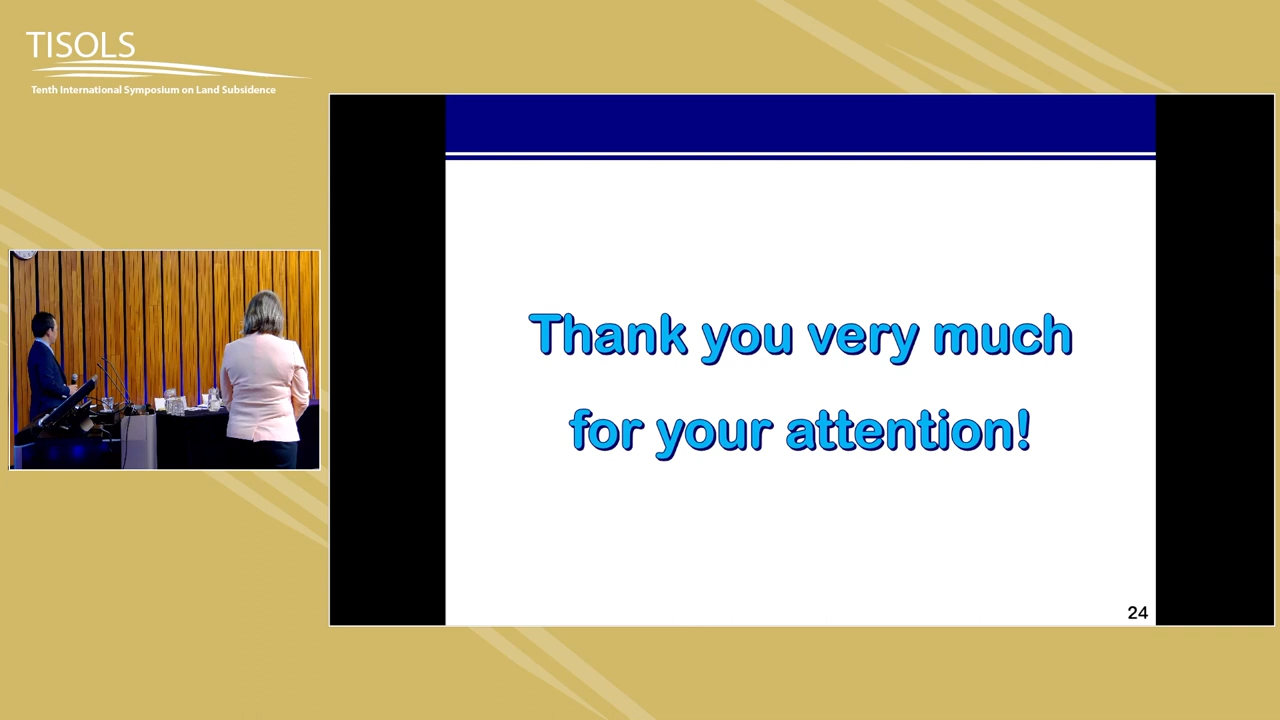 TISOLS
Tenth International Symposium on Land Subsidence
Thank you very much
for your attention!
24